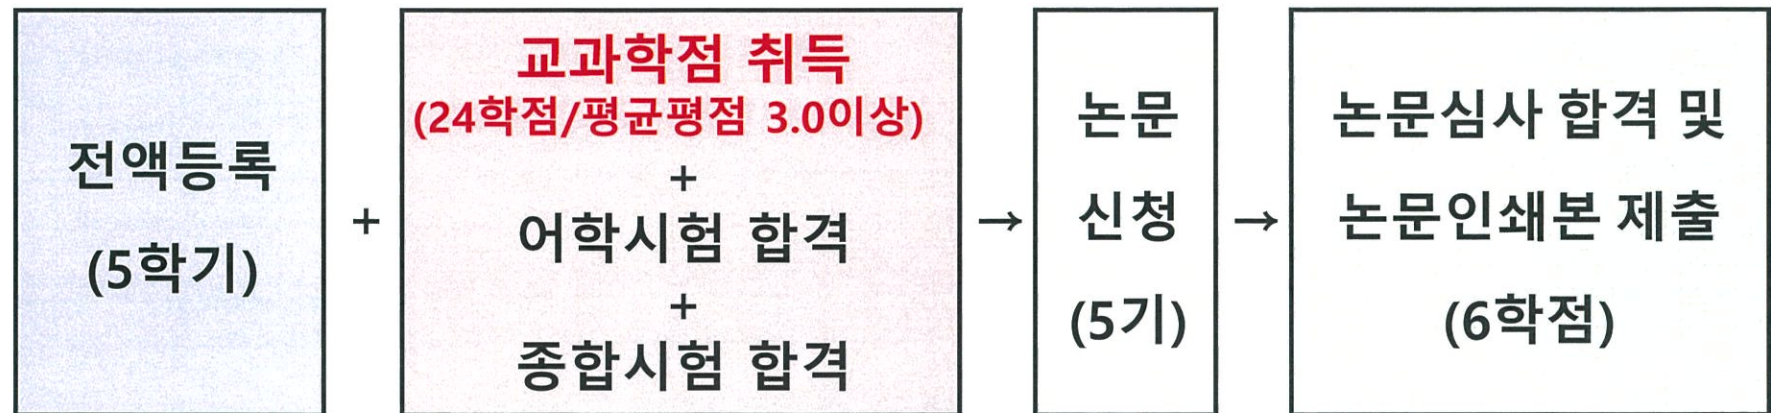 전액등록
(5학기)
+
교과학점 취득
(24학점/평균평점 3.0이상)
+
어학시험 합격
+
종합시험 합격
→
논문
신청
(5기)
→
논문심사 합격 및
논문인쇄본 제출
(6학점)